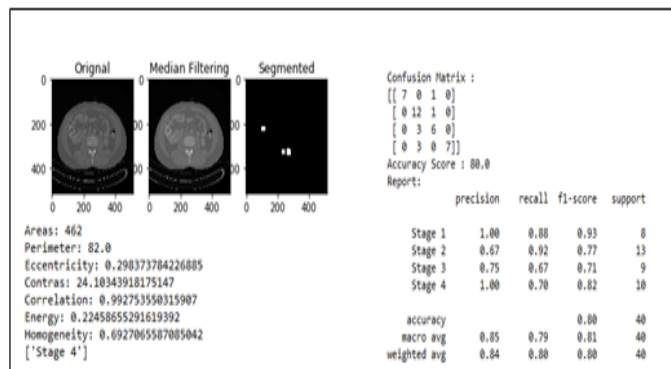 Orignal Median Filtering Segmented
0 0 0
200 200 200
400 400 400
0 200 400 0 200 400 0 200 400
Areas: 462
Perimeter: 82.0
Eccentricity: 0.298373784226885
Contras: 24.10343918175147
Correlation: 0.992753550315907
Energy: 0.22458655291619392
Homogeneity: 0.6927065587085042
['Stage 4']
Confusion Matrix :
[[ 7 0 1 0]
[ 0 12 1 0]
[ 0 3 6 0]
[ 0 3 0 7]]
Accuracy Score : 80.0
Report:
precision recall f1-score support
Stage 1 1.00 0.88 0.93 8
Stage 2 0.67 0.92 0.77 13
Stage 3 0.75 0.67 0.71 9
Stage 4 1.00 0.70 0.82 10
accuracy 0.80 40
macro avg 0.85 0.79 0.81 40
weighted avg 0.84 0.80 0.80 40